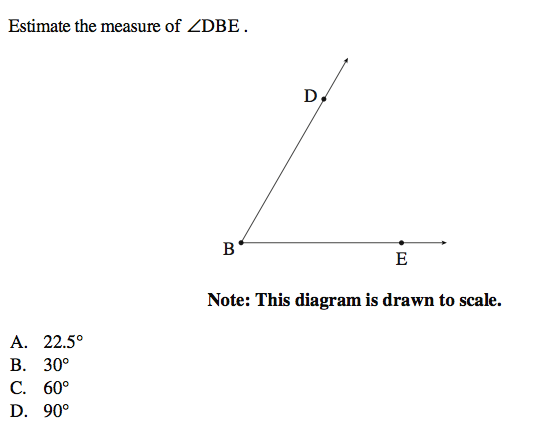 Estimate the measure of ∠DBE .
D
B
E
Note: This diagram is drawn to scale.
A. 22.5°
B. 30°
C. 60°
D. 90°